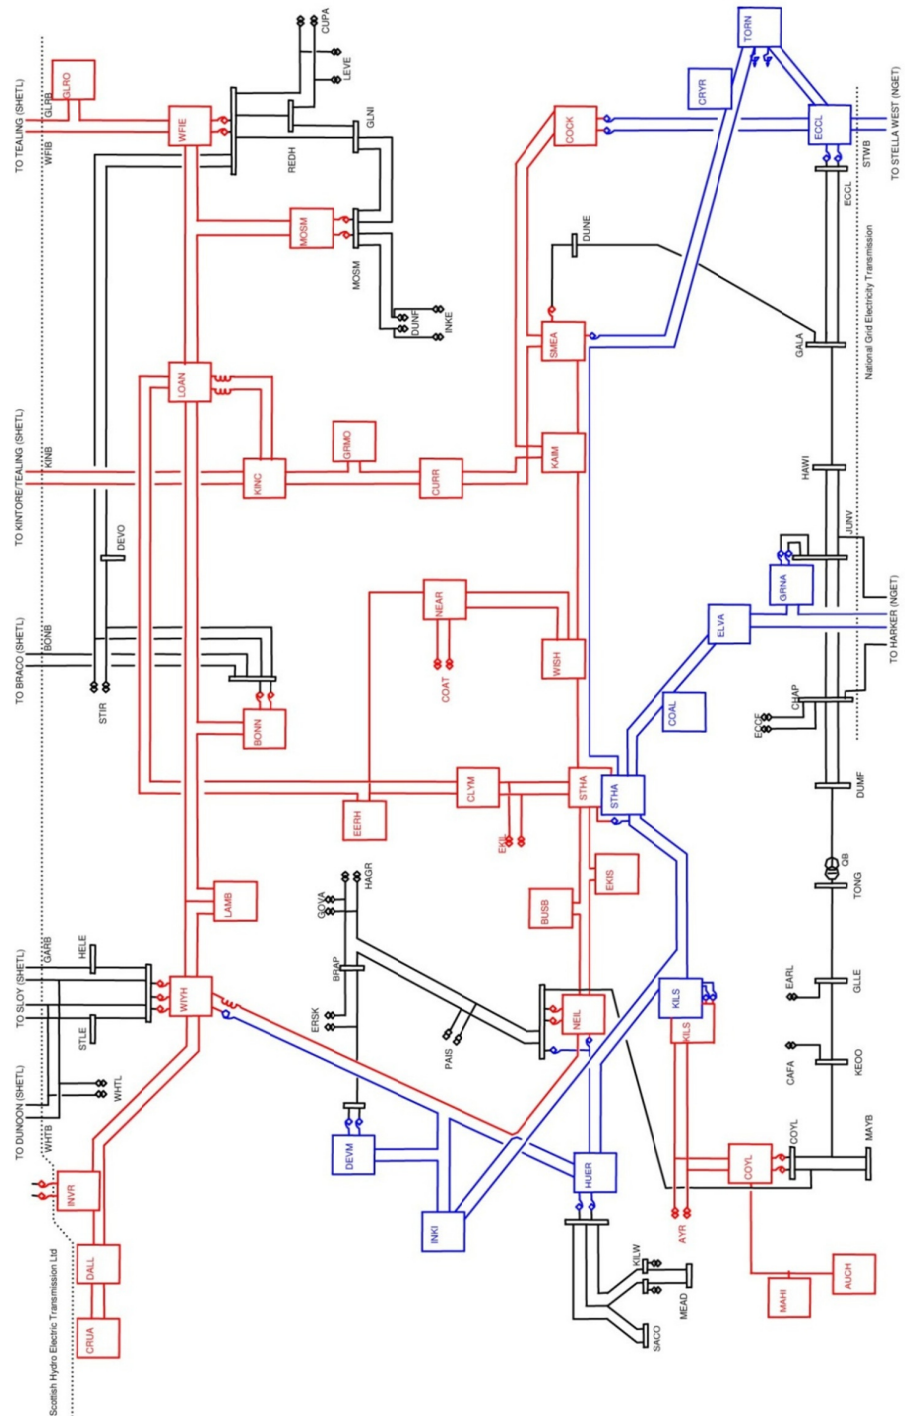 TO TEALING (SHETL)
WFIB
GLRB
GLRO
WFIE
CUPA
LEVE
GLNI
REDH
MOSM
MOSM
DUNF
INKE
LOAN
TO KINTORE/TEALING (SHETL)
KINB
KINC
GRMO
CURR
DEVO
TO BRACO (SHETL)
BONB
STIR
BONN
TORN
CRYR
COCK
ECCL
STWB
TO STELLA WEST (NGET)
ECCL
DUNE
SMEA
GALA
National Grid Electricity Transmission
KAIM
HAWI
JUNV
GRNA
TO HARKER (NGET)
ELVA
CHAP
ECCF
COAL
NEAR
COAT
WISH
CLYM
EERH
EKIL
STHA
STHA
DUMF
QB
TONG
EKIS
BUSB
LAMB
GOVA
HAGR
BRAP
ERSK
PAIS
TO SLOY (SHETL)
GARB
HELE
STLE
WIYH
TO DUNOON (SHETL)
WHTB
WHTL
INVR
Scottish Hydro Electric Transmission Ltd
DALL
CRUA
DEVM
INKI
NEIL
KILS
KILS
HUER
EARL
GLLE
CAFA
KEOO
COYL
COYL
MAYB
AYR
KILW
MEAD
SACO
MAHI
AUCH